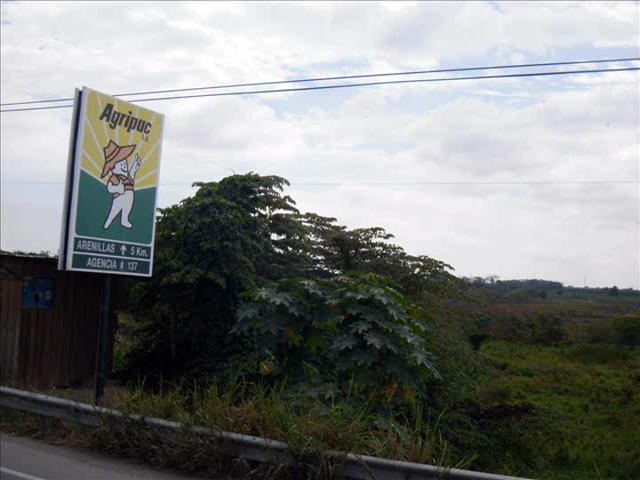 Agripac
S.A.
ARENILLAS ↑ 5 Km.
AGENCIA # 137